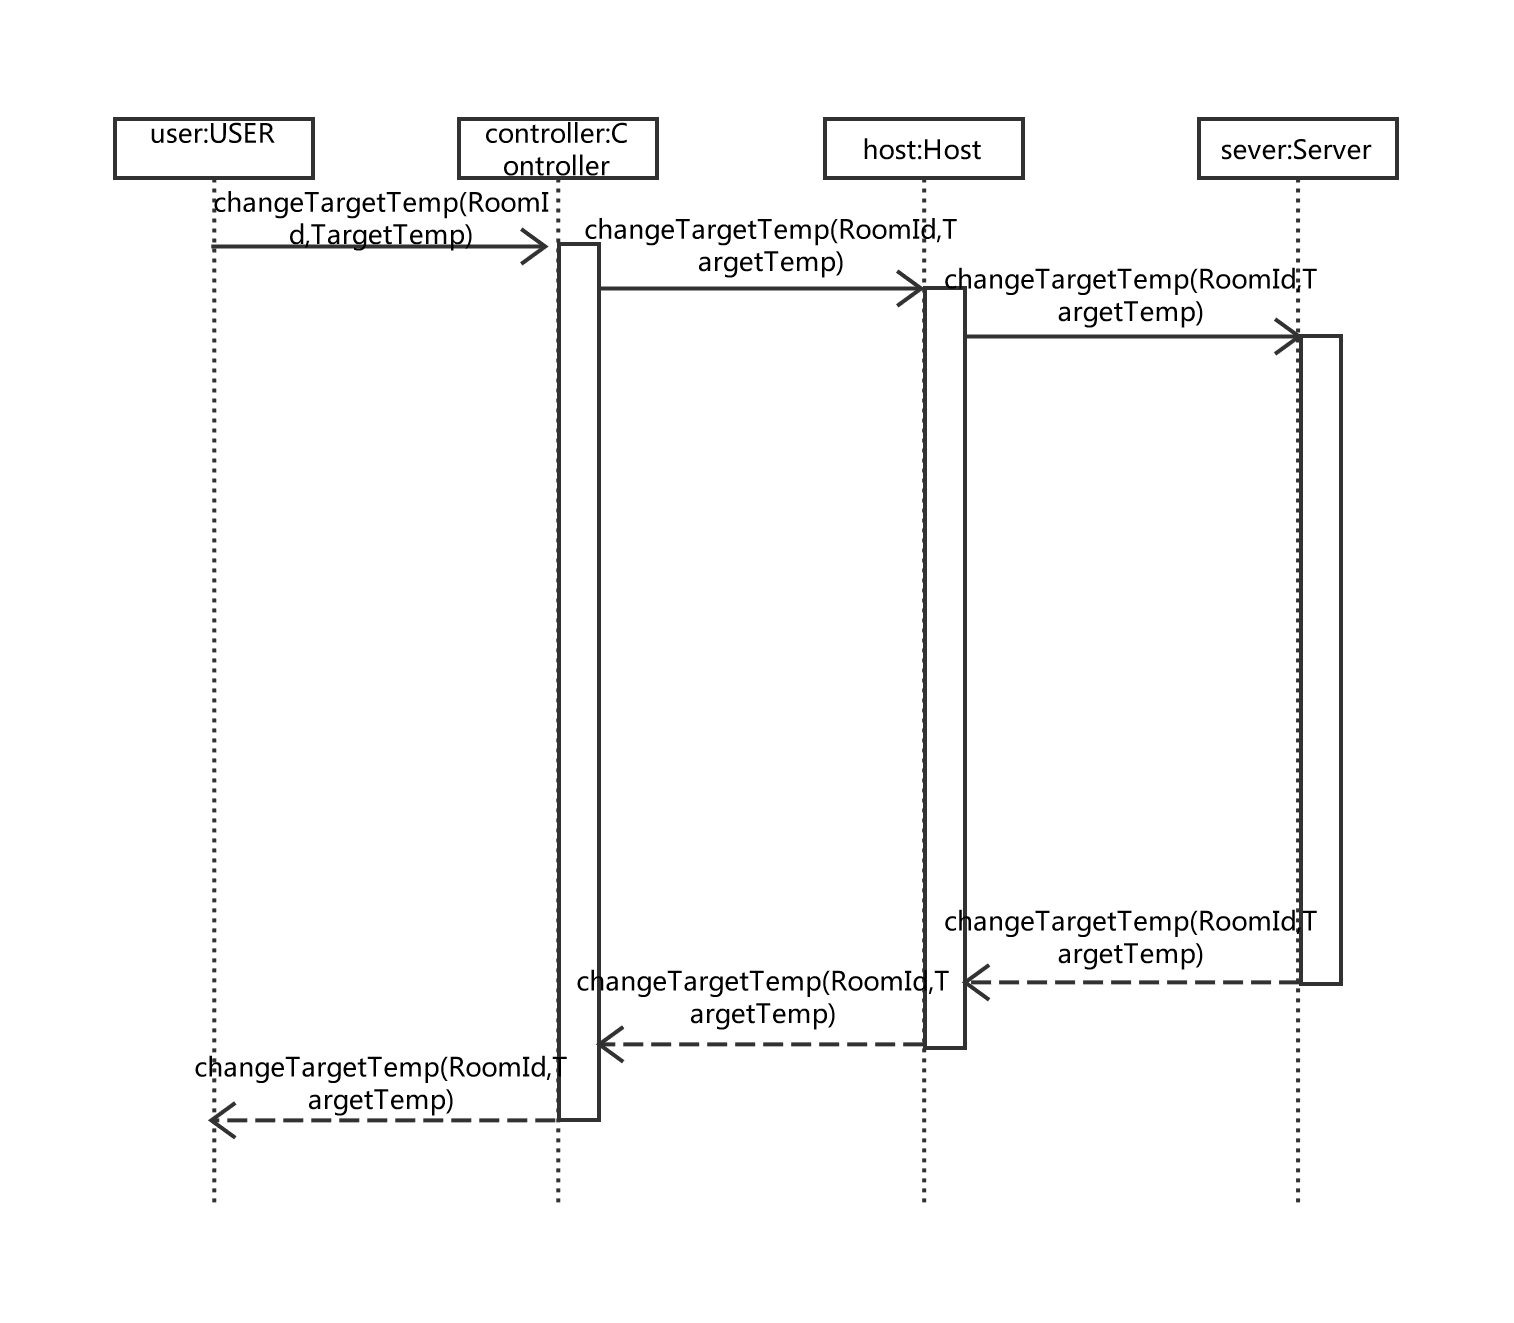 user:USER
controller:C
ontroller
host:Host
sever:Server
changeTargetTemp(RoomI
d,TargetTemp)
changeTargetTemp(RoomId,T
argetTemp)
changeTargetTemp(RoomId,T
argetTemp)
changeTargetTemp(RoomId,T
argetTemp)
changeTargetTemp(RoomId,T
argetTemp)
changeTargetTemp(RoomId,T
argetTemp)